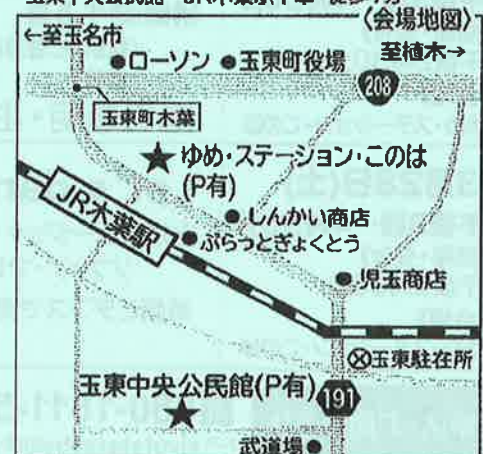 〈会場地図〉
←至玉名市
●ローソン ●玉東町役場
至植木→
208
玉東町木葉
★ゆめ・ステーション・このは
(P有)
JR木葉駅
●しんかい商店
●ぷらっとぎょくとう
●児玉商店
⊗玉東駐在所
玉東中央公民館(P有)
191
★
武道場●